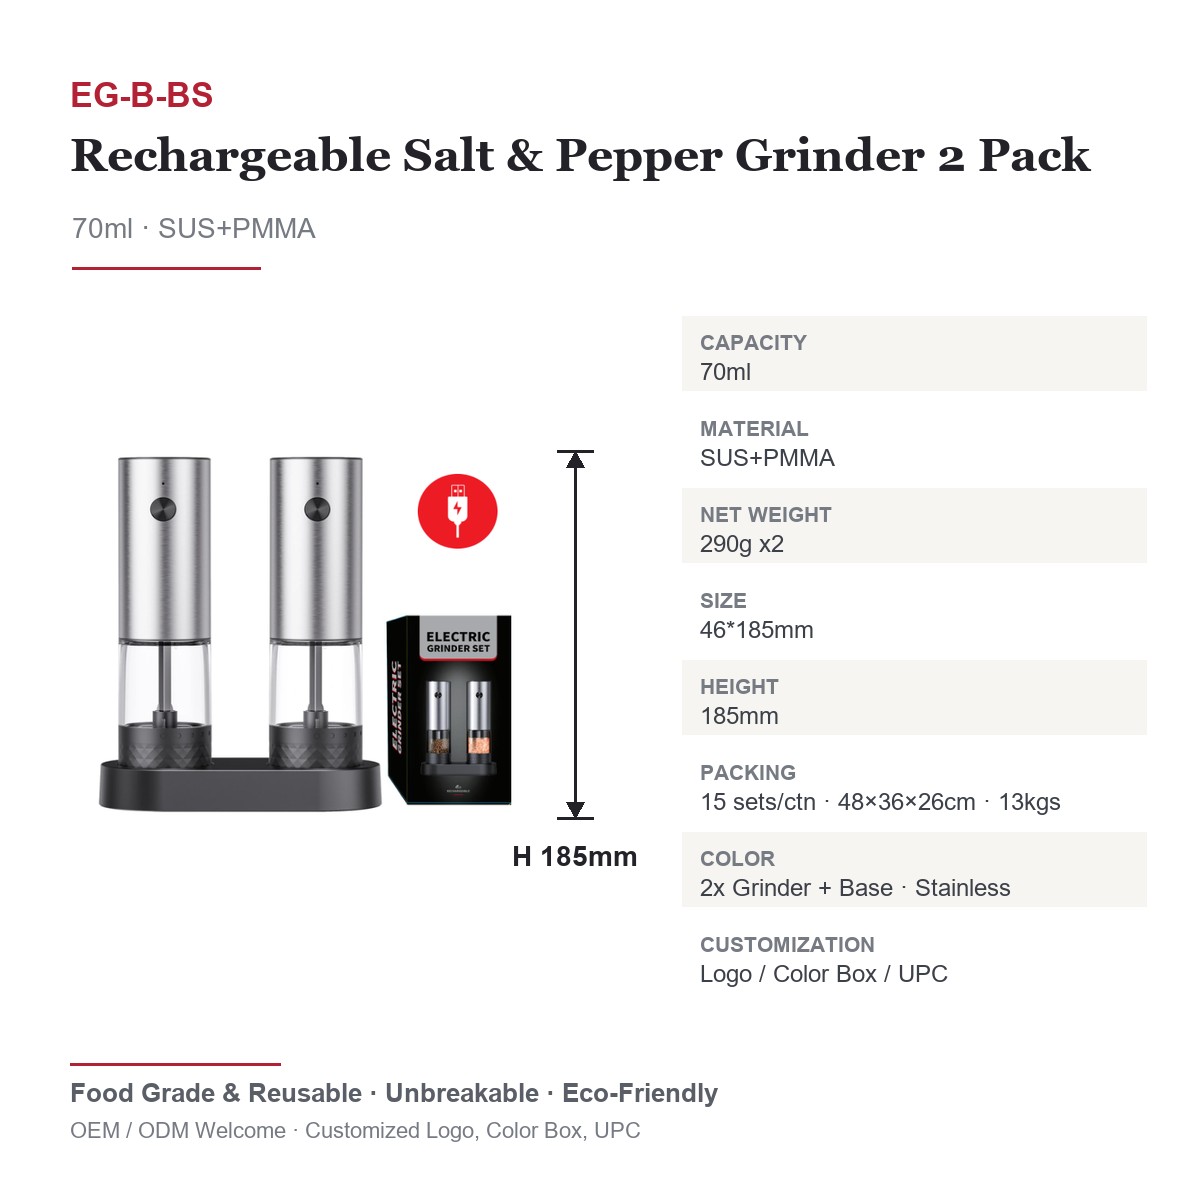 EG-B-BS
Rechargeable Salt & Pepper Grinder 2 Pack
70ml · SUS+PMMA
ELECTRIC
GRINDER SET
ELECTRIC
GRINDER SET
H 185mm
CAPACITY
70ml
MATERIAL
SUS+PMMA
NET WEIGHT
290g x2
SIZE
46*185mm
HEIGHT
185mm
PACKING
15 sets/ctn · 48×36×26cm · 13kgs
COLOR
2x Grinder + Base · Stainless
CUSTOMIZATION
Logo / Color Box / UPC
Food Grade & Reusable · Unbreakable · Eco-Friendly
OEM / ODM Welcome · Customized Logo, Color Box, UPC